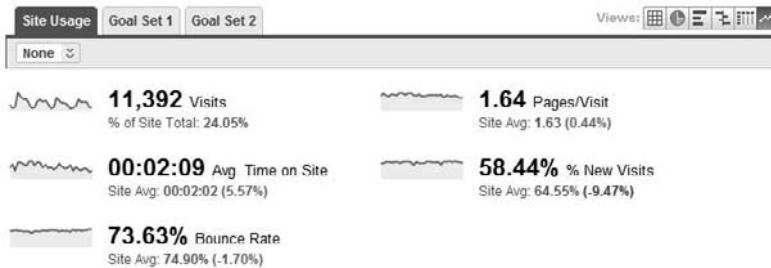 Site Usage Goal Set 1 Goal Set 2 Views:
None
11,392 Visits
% of Site Total: 24.05%
1.64 Pages/Visit
Site Avg: 1.63 (0.44%)
00:02:09 Avg. Time on Site
Site Avg: 00:02:02 (5.57%)
58.44% % New Visits
Site Avg: 64.55% (-9.47%)
73.63% Bounce Rate
Site Avg: 74.90% (-1.70%)